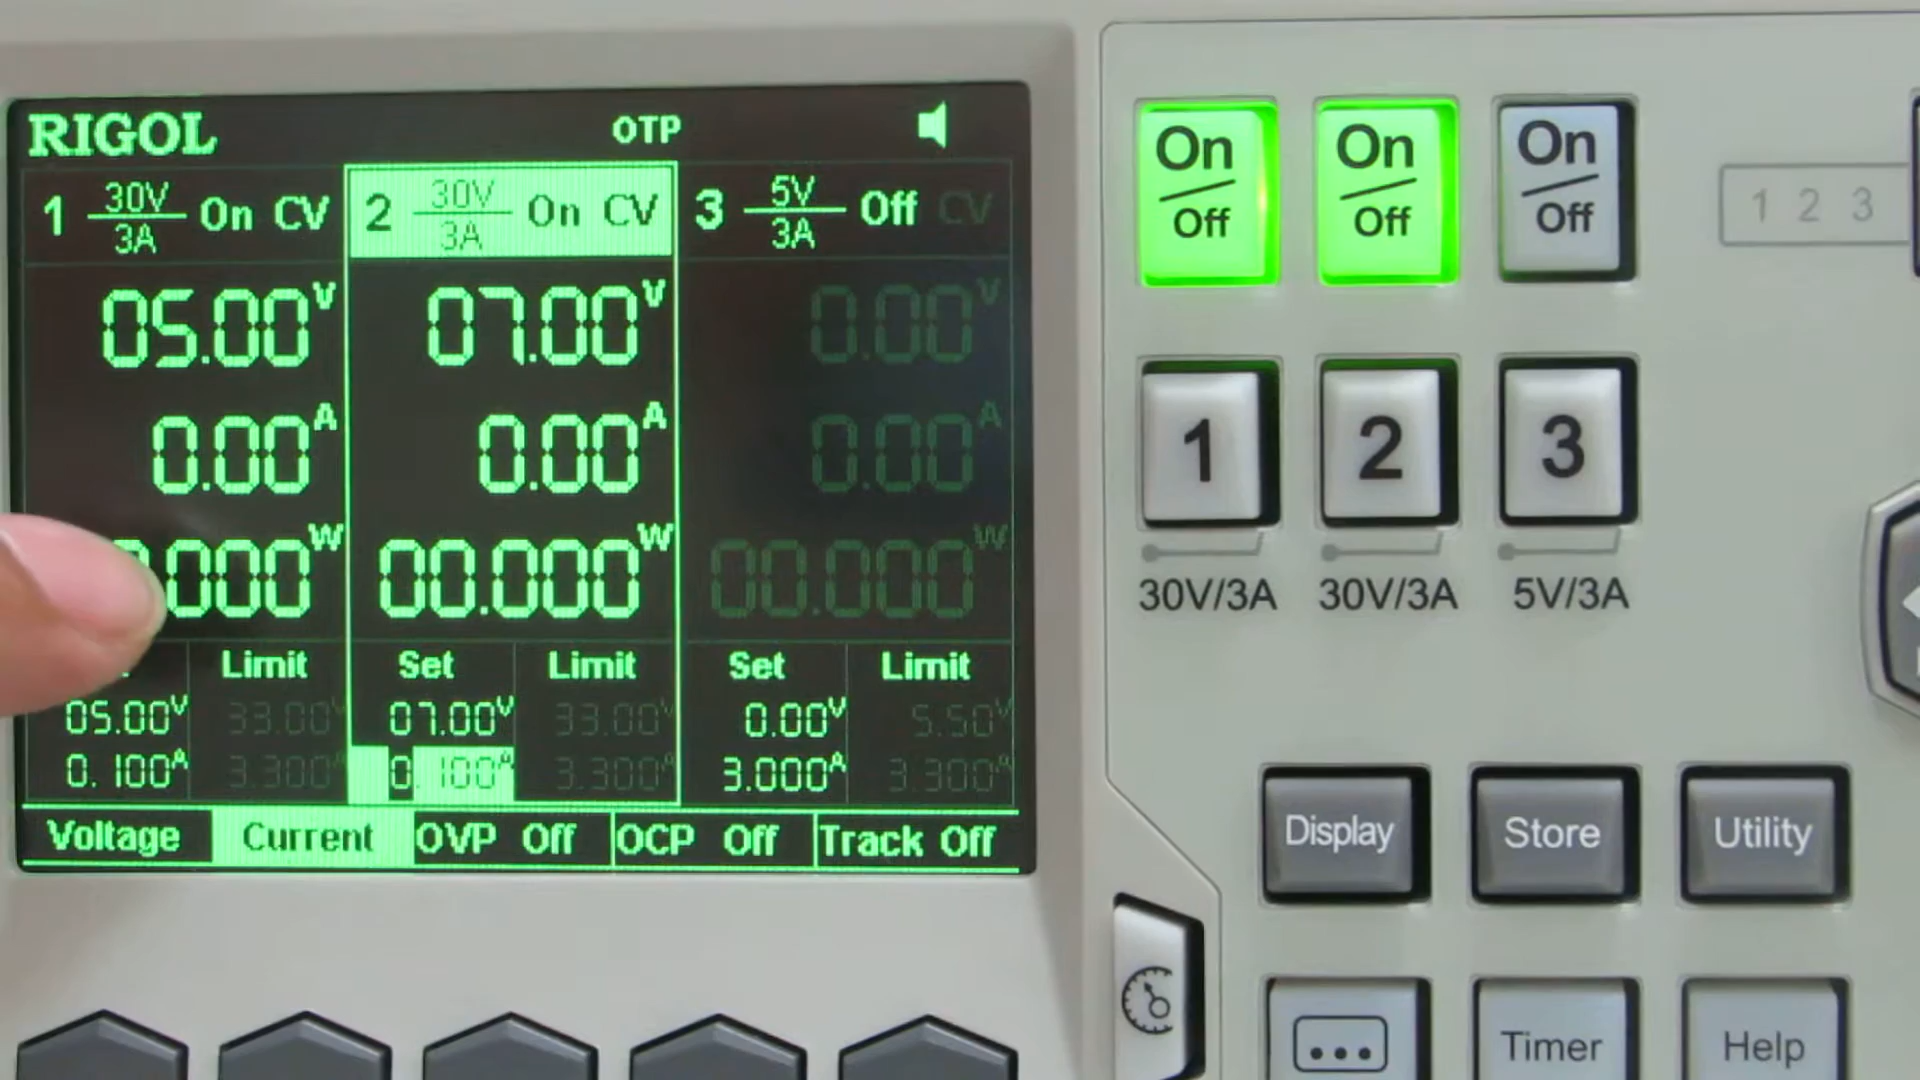 RIGOL OTP
1 30V/3A On CV 2 30V/3A On CV 3 5V/3A Off CV
05.00V 07.00V 0.00V
0.00A 0.00A 0.00A
.000W 00.000W 00.000W
Limit Set Limit Set Limit
05.00V 33.00V 07.00V 33.00V 0.00V 5.50V
0.100A 3.300A 0.100A 3.300A 3.000A 3.300A
Voltage Current OVP Off OCP Off Track Off
On/Off On/Off On/Off
1 2 3
1 2 3
30V/3A 30V/3A 5V/3A
Display Store Utility
Timer Help